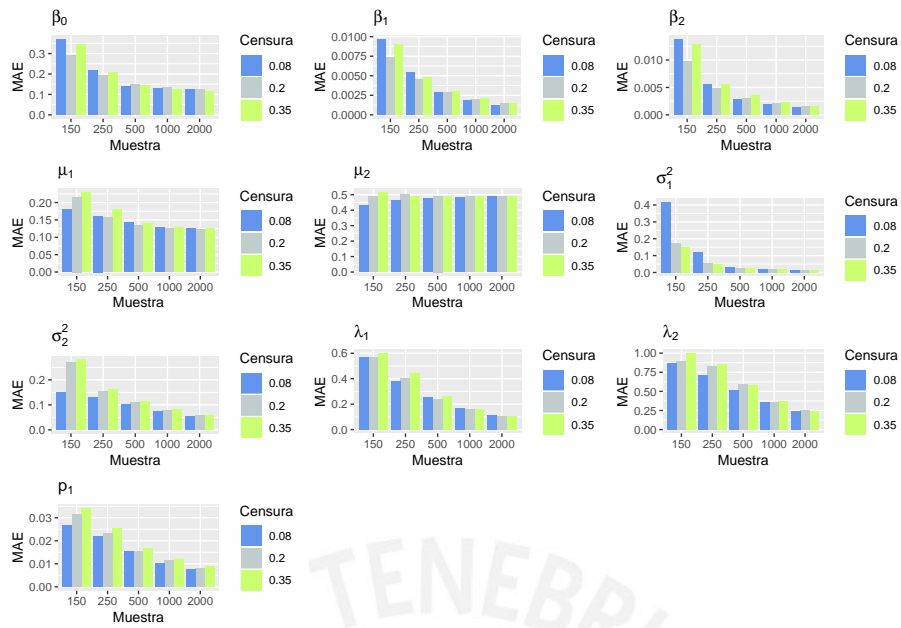 β0
MAE
0.3
0.2
0.1
0.0
150 250 500 1000 2000
Muestra
Censura
0.08
0.2
0.35
β1
MAE
0.0100
0.0075
0.0050
0.0025
0.0000
150 250 500 1000 2000
Muestra
Censura
0.08
0.2
0.35
β2
MAE
0.010
0.005
0.000
150 250 500 1000 2000
Muestra
Censura
0.08
0.2
0.35
μ1
MAE
0.20
0.15
0.10
0.05
0.00
150 250 500 1000 2000
Muestra
Censura
0.08
0.2
0.35
μ2
MAE
0.5
0.4
0.3
0.2
0.1
0.0
150 250 500 1000 2000
Muestra
Censura
0.08
0.2
0.35
σ1²
MAE
0.4
0.3
0.2
0.1
0.0
150 250 500 1000 2000
Muestra
Censura
0.08
0.2
0.35
σ2²
MAE
0.2
0.1
0.0
150 250 500 1000 2000
Muestra
Censura
0.08
0.2
0.35
λ1
MAE
0.6
0.4
0.2
0.0
150 250 500 1000 2000
Muestra
Censura
0.08
0.2
0.35
λ2
MAE
1.00
0.75
0.50
0.25
0.00
150 250 500 1000 2000
Muestra
Censura
0.08
0.2
0.35
p1
MAE
0.03
0.02
0.01
0.00
150 250 500 1000 2000
Muestra
Censura
0.08
0.2
0.35